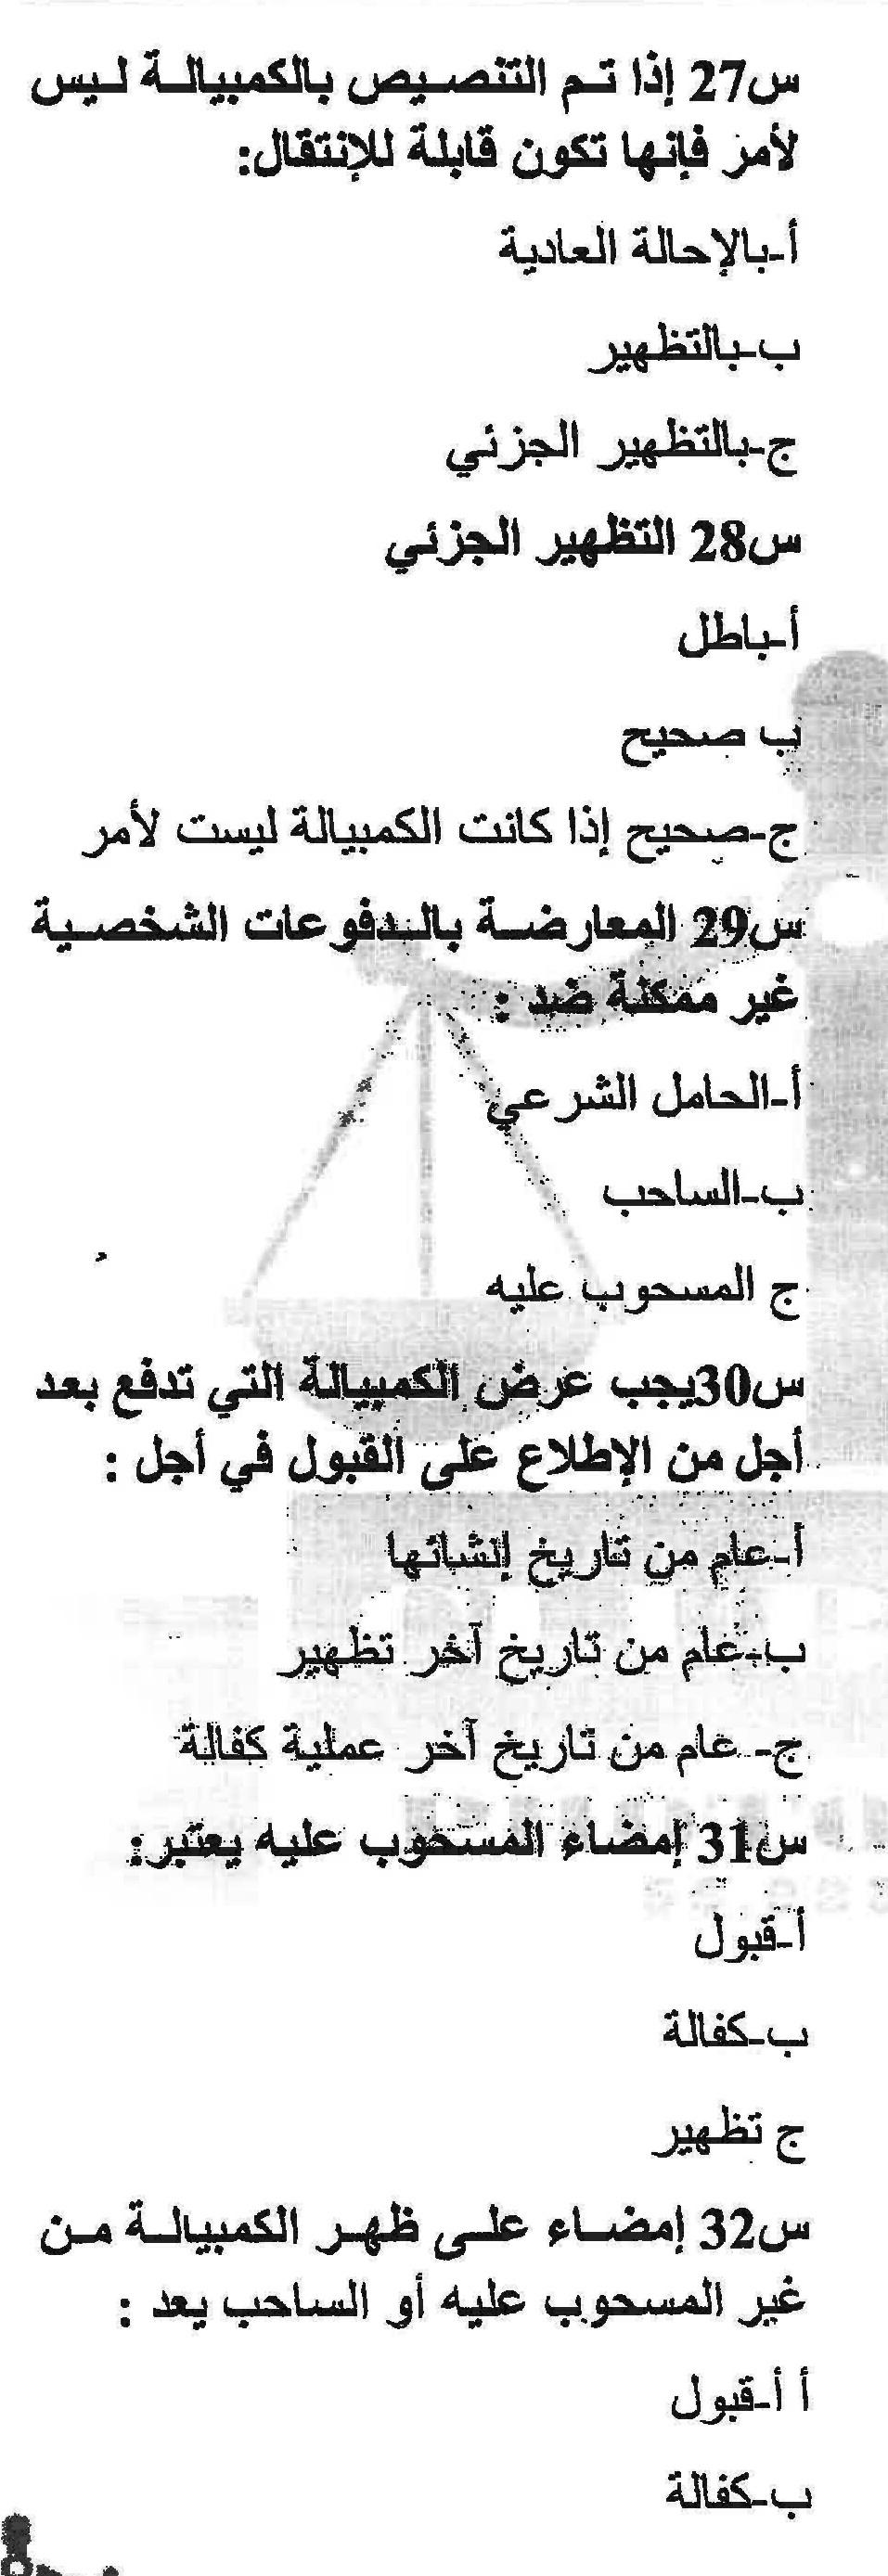 س27 إذا تم التنصيص بالكمبيالة ليس
لأمر فإنها تكون قابلة للإنتقال:
أ-بالإحالة العادية
ب-بالتظهير
ج-بالتظهير الجزئي
س28 التظهير الجزئي
أ-باطل
ب صحيح
ج-صحيح إذا كانت الكمبيالة ليست لأمر
س29 المعارضة بالدفوعات الشخصية
غير ممكنة ضد :
أ-الحامل الشرعي
ب-الساحب
ج المسحوب عليه
س30يجب عرض الكمبيالة التي تدفع بعد
أجل من الإطلاع على القبول في أجل :
أ-عام من تاريخ إنشائها
ب-عام من تاريخ آخر تظهير
ج- عام من تاريخ آخر عملية كفالة
س31 إمضاء المسحوب عليه يعتبر:
أ-قبول
ب-كفالة
ج تظهير
س32 إمضاء على ظهر الكمبيالة من
غير المسحوب عليه أو الساحب يعد :
أ أ-قبول
ب-كفالة